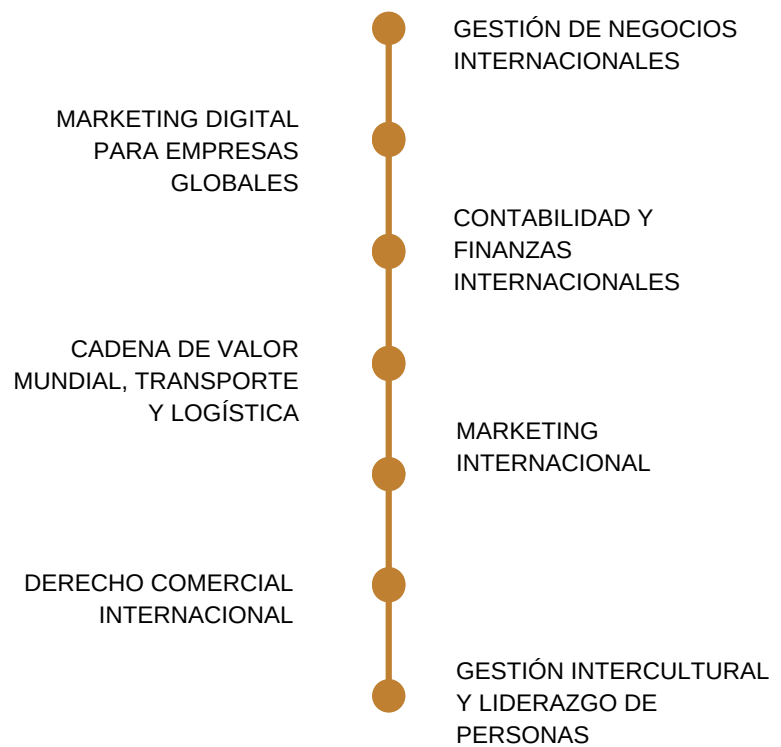 GESTIÓN DE NEGOCIOS
INTERNACIONALES
MARKETING DIGITAL
PARA EMPRESAS
GLOBALES
CONTABILIDAD Y
FINANZAS
INTERNACIONALES
CADENA DE VALOR
MUNDIAL, TRANSPORTE
Y LOGÍSTICA
MARKETING
INTERNACIONAL
DERECHO COMERCIAL
INTERNACIONAL
GESTIÓN INTERCULTURAL
Y LIDERAZGO DE
PERSONAS